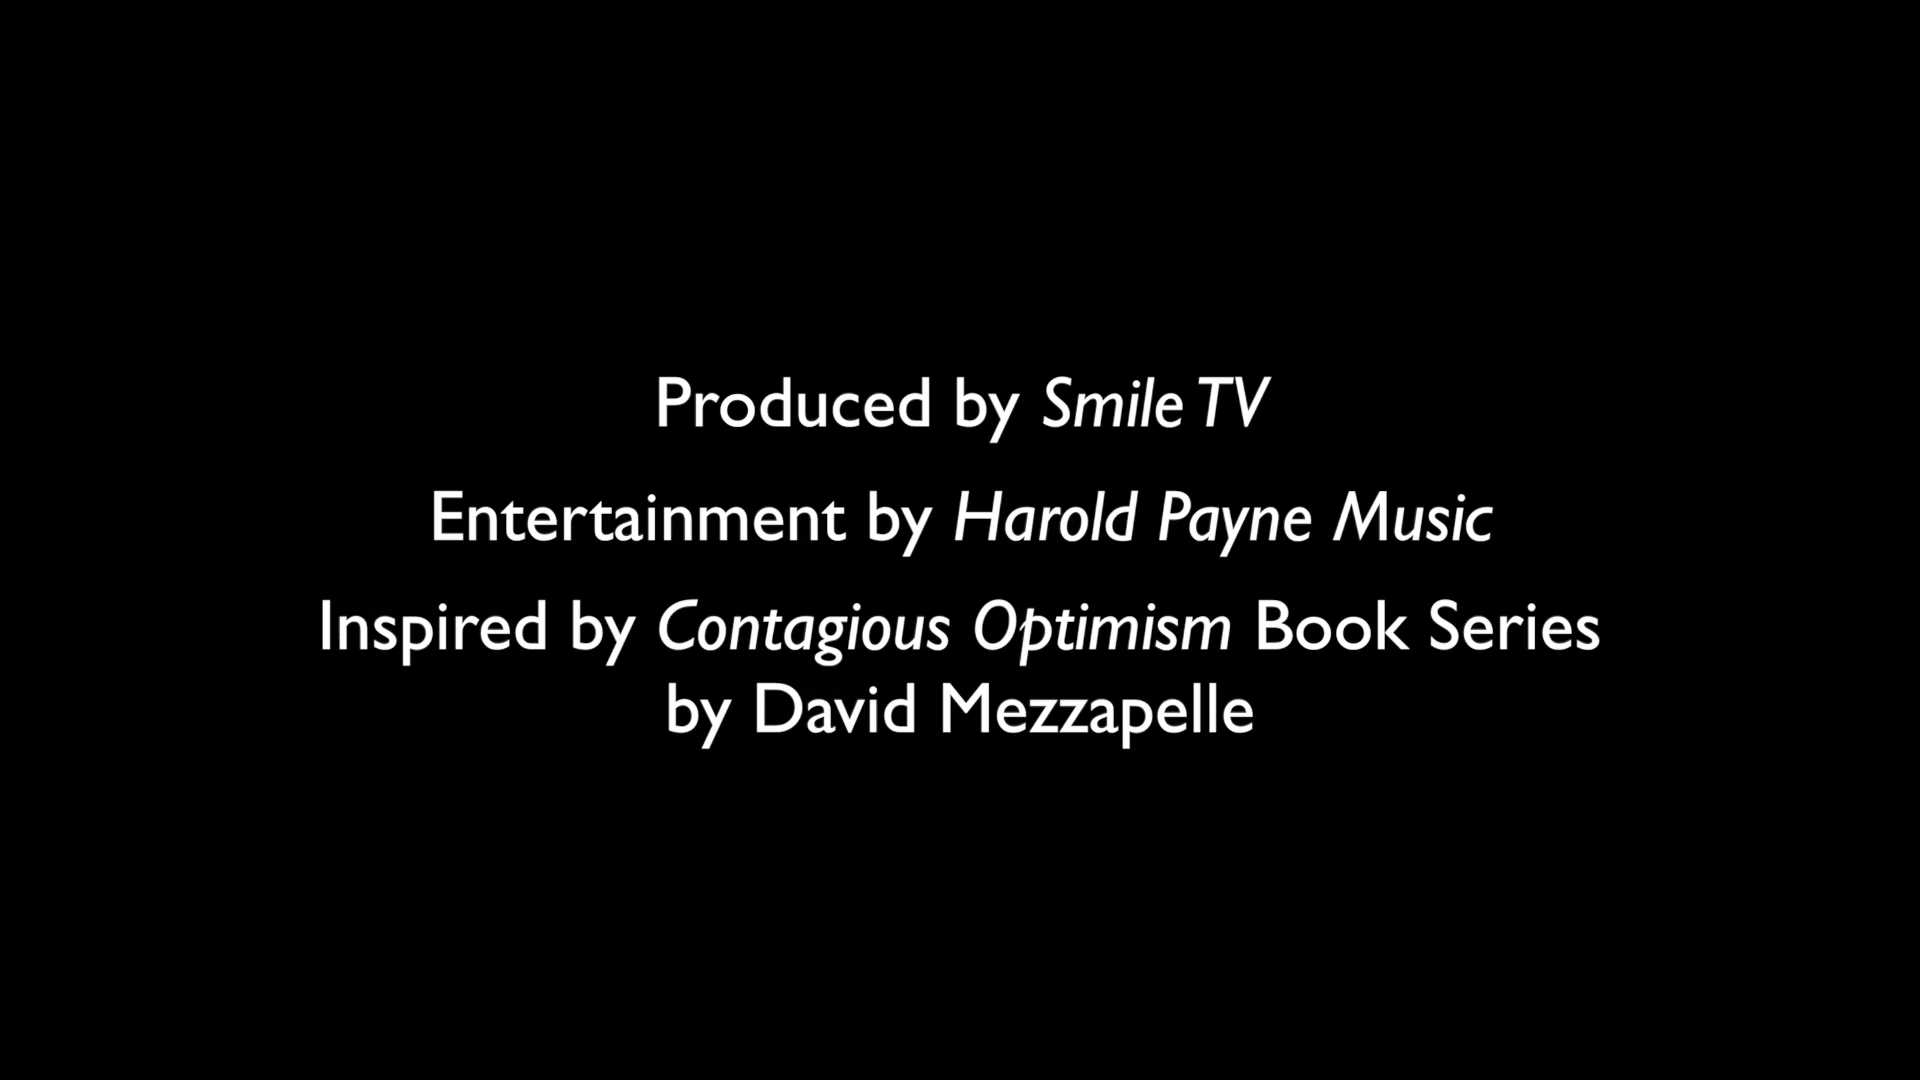 Produced by Smile TV
Entertainment by Harold Payne Music
Inspired by Contagious Optimism Book Series
by David Mezzapelle